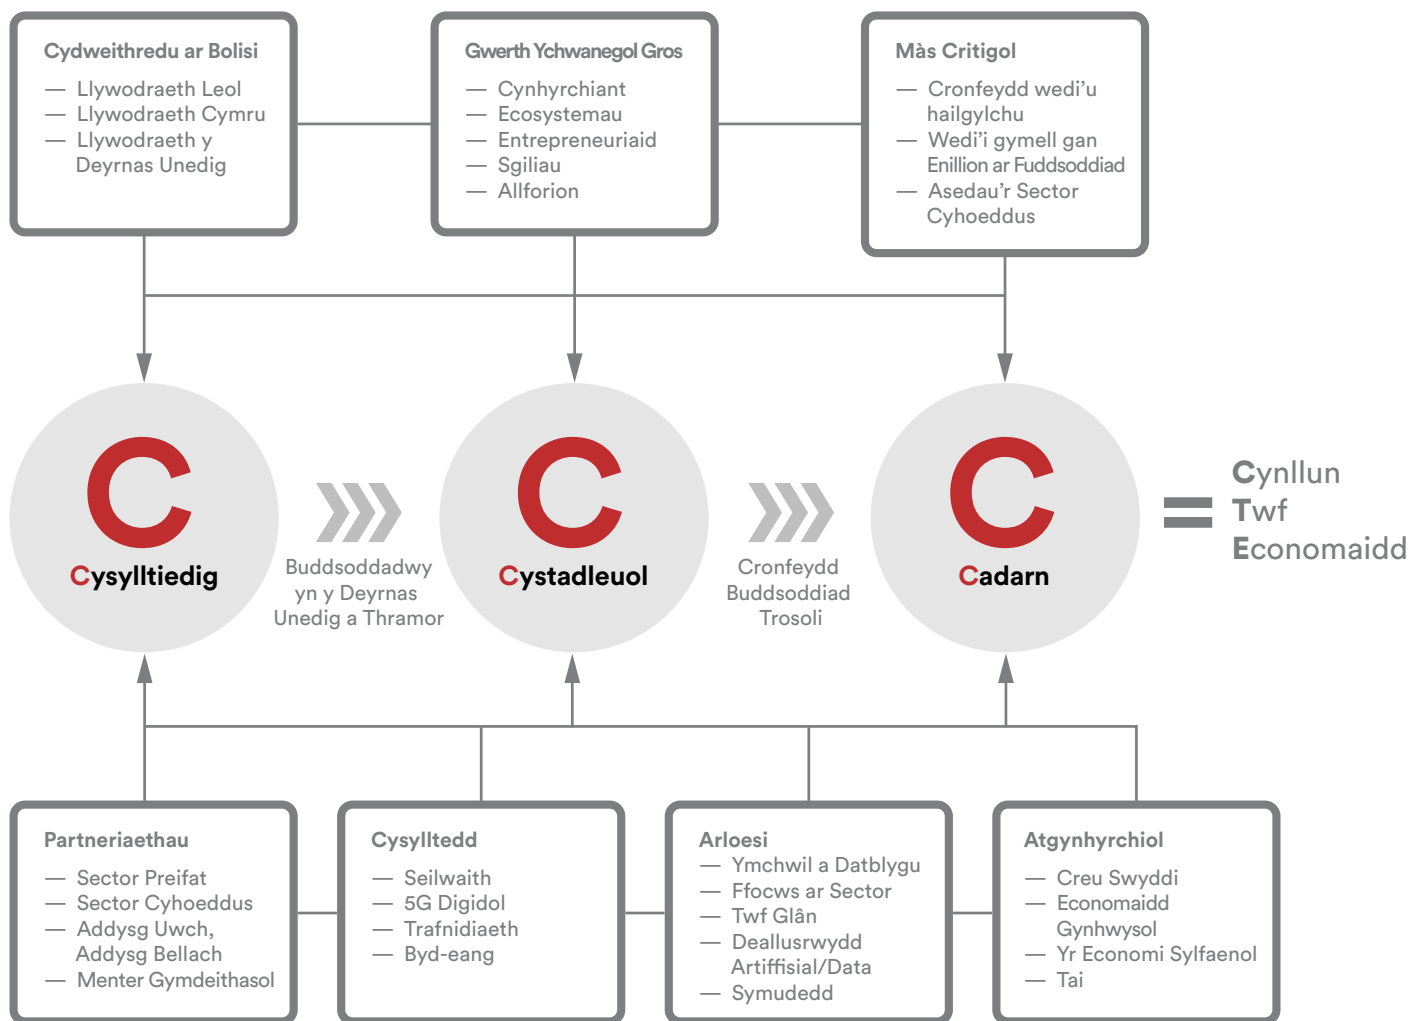 Cydweithredu ar Bolisi
— Llywodraeth Leol
— Llywodraeth Cymru
— Llywodraeth y
Deyrnas Unedig
Gwerth Ychwanegol Gros
— Cynhyrchiant
— Ecosystemau
— Entrepreneuriaid
— Sgiliau
— Allforion
Màs Critigol
— Cronfeydd wedi’u
hailgylchu
— Wedi’i gymell gan
Enillion ar Fuddsoddiad
— Asedau’r Sector
Cyhoeddus
C
Cysylltiedig
Buddsoddadwy
yn y Deyrnas
Unedig a Thramor
C
Cystadleuol
Cronfeydd
Buddsoddiad
Trosoli
C
Cadarn
=
Cynllun
Twf
Economaidd
Partneriaethau
— Sector Preifat
— Sector Cyhoeddus
— Addysg Uwch,
Addysg Bellach
— Menter Gymdeithasol
Cysylltedd
— Seilwaith
— 5G Digidol
— Trafnidiaeth
— Byd-eang
Arloesi
— Ymchwil a Datblygu
— Ffocws ar Sector
— Twf Glân
— Deallusrwydd
Artiffisial/Data
— Symudedd
Atgynhyrchiol
— Creu Swyddi
— Economaidd
Gynhwysol
— Yr Economi Sylfaenol
— Tai